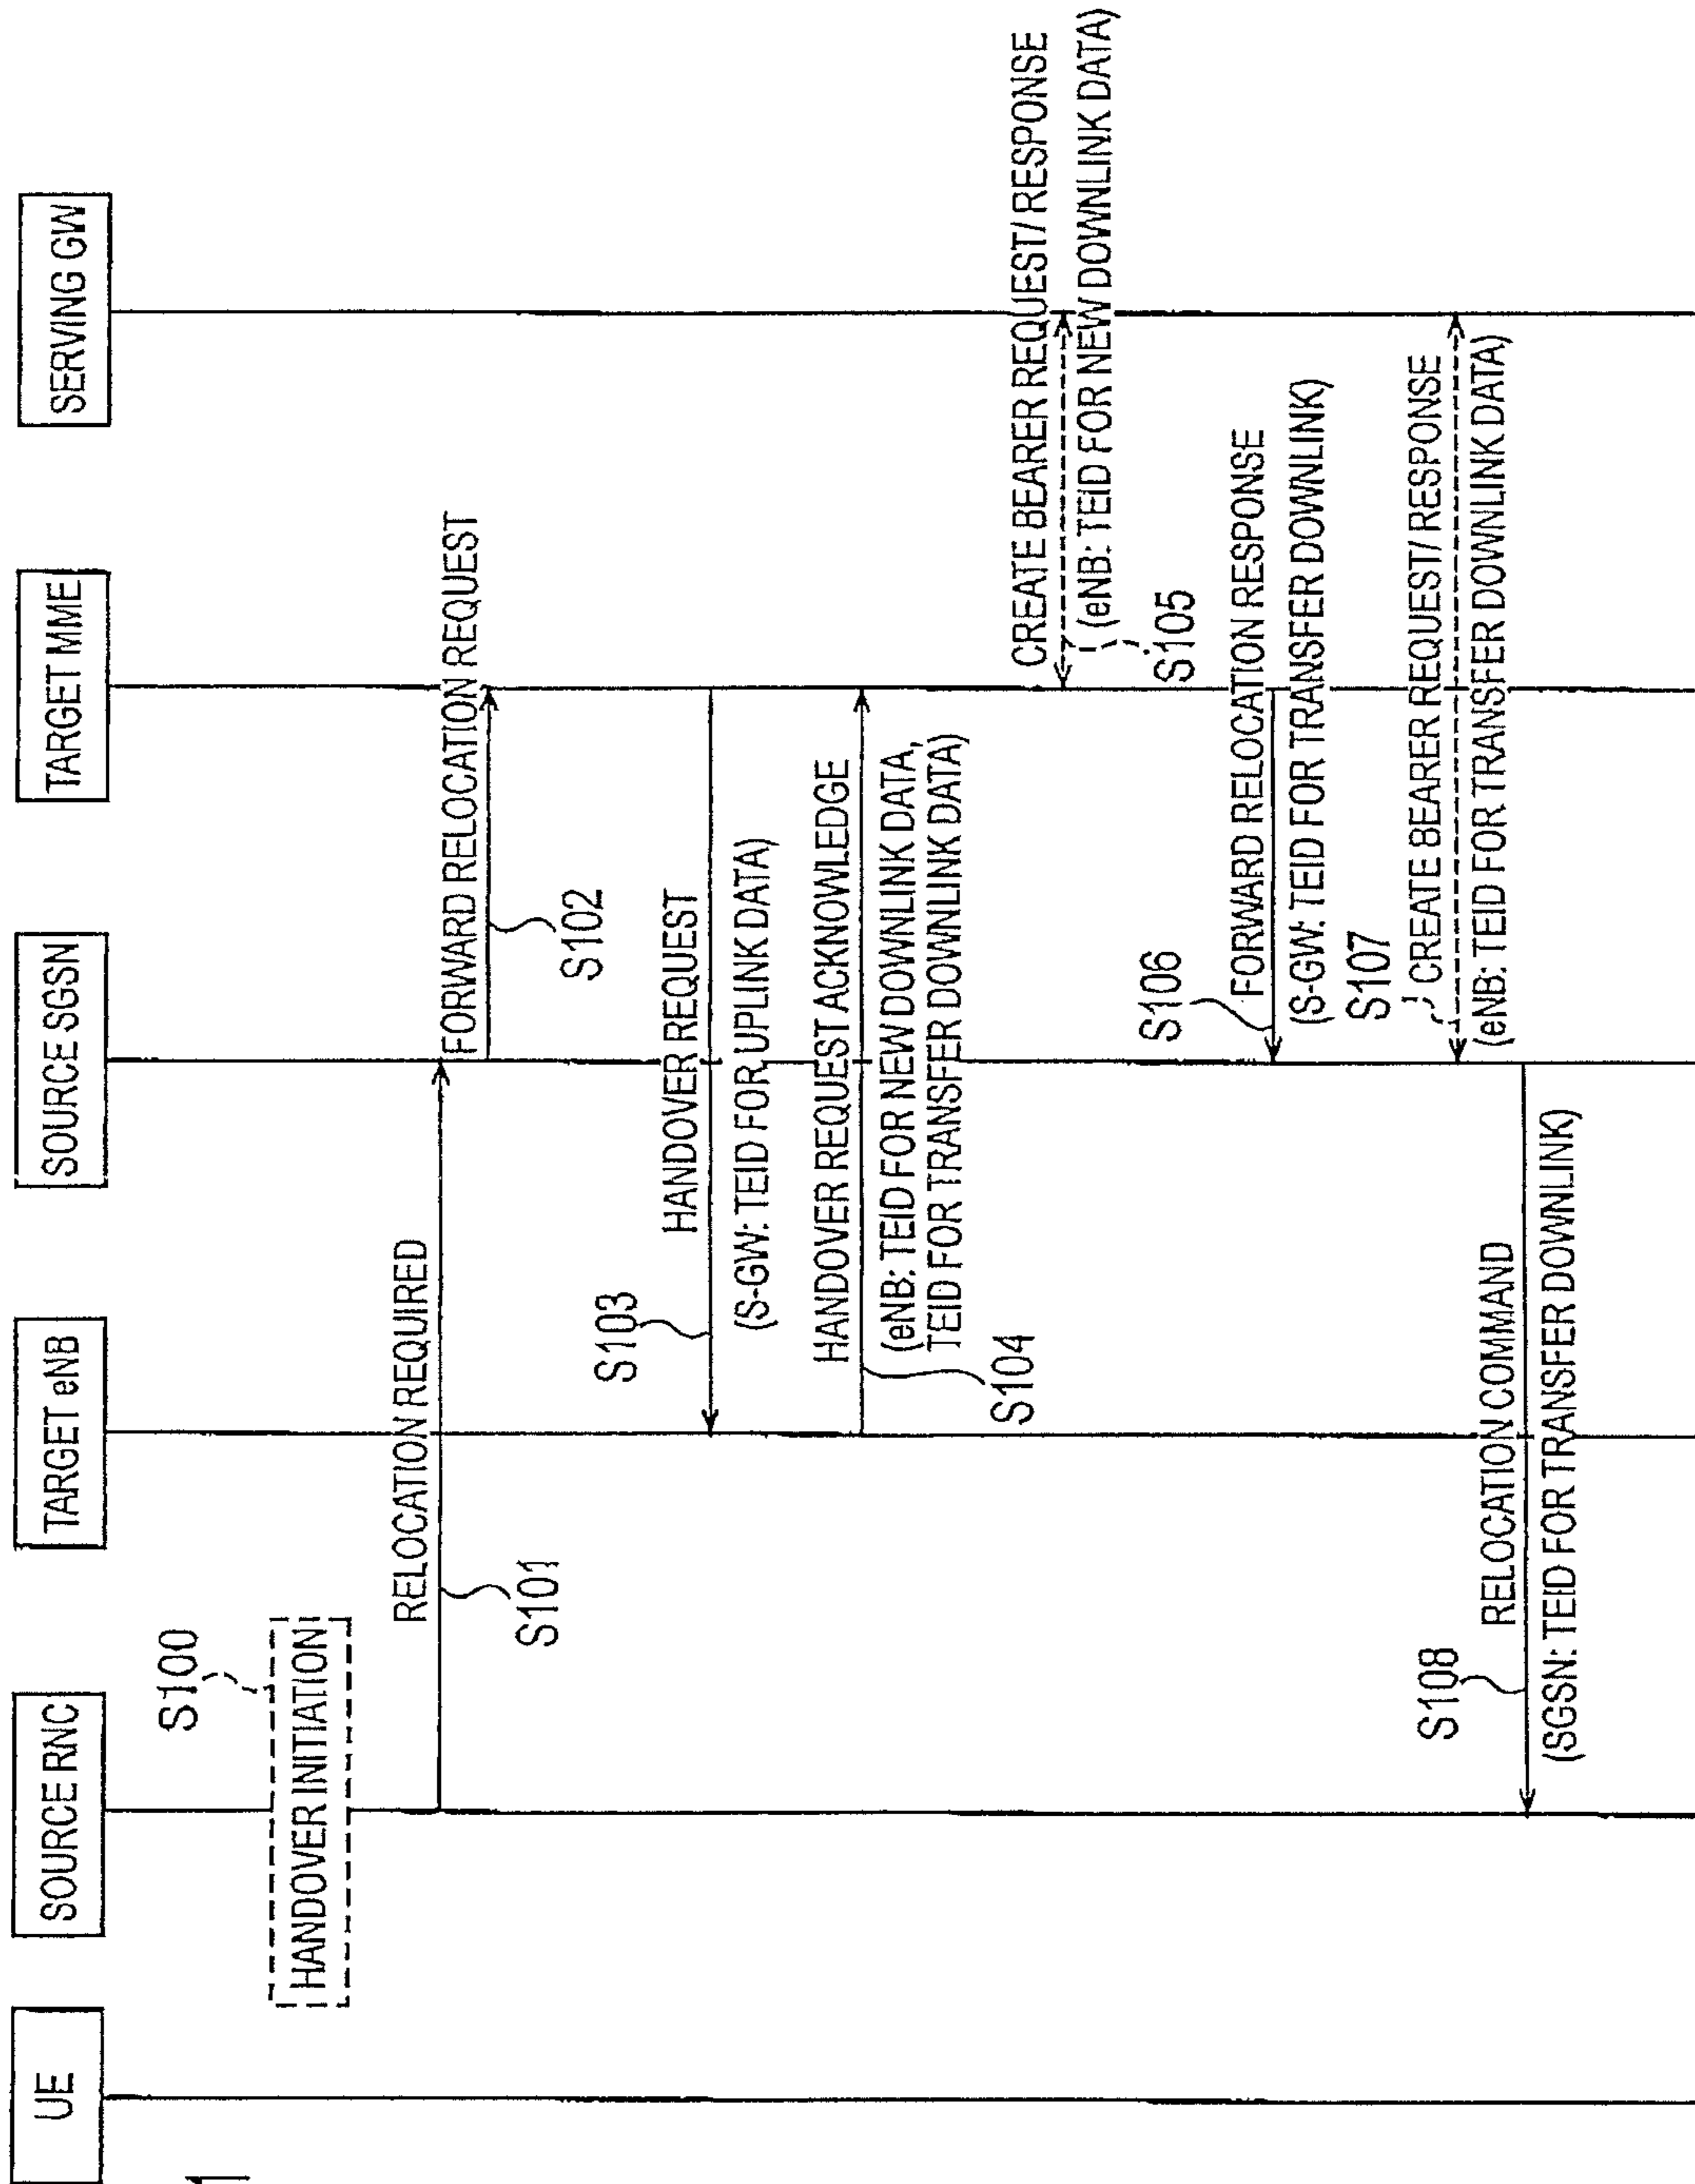 UE
SOURCE RNC
TARGET eNB
SOURCE SGSN
TARGET MME
SERVING GW
S100
HANDOVER INITIATION
RELOCATION REQUIRED
S101
FORWARD RELOCATION REQUEST
S102
HANDOVER REQUEST
S103
(S-GW: TEID FOR UPLINK DATA)
HANDOVER REQUEST ACKNOWLEDGE
(eNB: TEID FOR NEW DOWNLINK DATA,
TEID FOR TRANSFER DOWNLINK DATA)
S104
CREATE BEARER REQUEST/RESPONSE
(eNB: TEID FOR NEW DOWNLINK DATA)
S105
S106
FORWARD RELOCATION RESPONSE
(S-GW: TEID FOR TRANSFER DOWNLINK)
S107
CREATE BEARER REQUEST/RESPONSE
(eNB: TEID FOR TRANSFER DOWNLINK DATA)
S108
RELOCATION COMMAND
(SGSN: TEID FOR TRANSFER DOWNLINK)